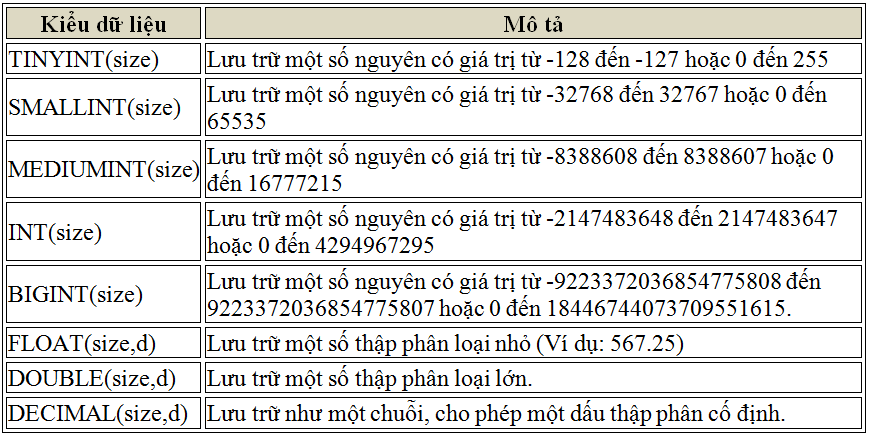 Kiểu dữ liệu Mô tả
TINYINT(size) Lưu trữ một số nguyên có giá trị từ -128 đến -127 hoặc 0 đến 255
SMALLINT(size) Lưu trữ một số nguyên có giá trị từ -32768 đến 32767 hoặc 0 đến
65535
MEDIUMINT(size) Lưu trữ một số nguyên có giá trị từ -8388608 đến 8388607 hoặc 0
đến 16777215
INT(size) Lưu trữ một số nguyên có giá trị từ -2147483648 đến 2147483647
hoặc 0 đến 4294967295
BIGINT(size) Lưu trữ một số nguyên có giá trị từ -9223372036854775808 đến
9223372036854775807 hoặc 0 đến 18446744073709551615.
FLOAT(size,d) Lưu trữ một số thập phân loại nhỏ (Ví dụ: 567.25)
DOUBLE(size,d) Lưu trữ một số thập phân loại lớn.
DECIMAL(size,d) Lưu trữ như một chuỗi, cho phép một dấu thập phân cố định.